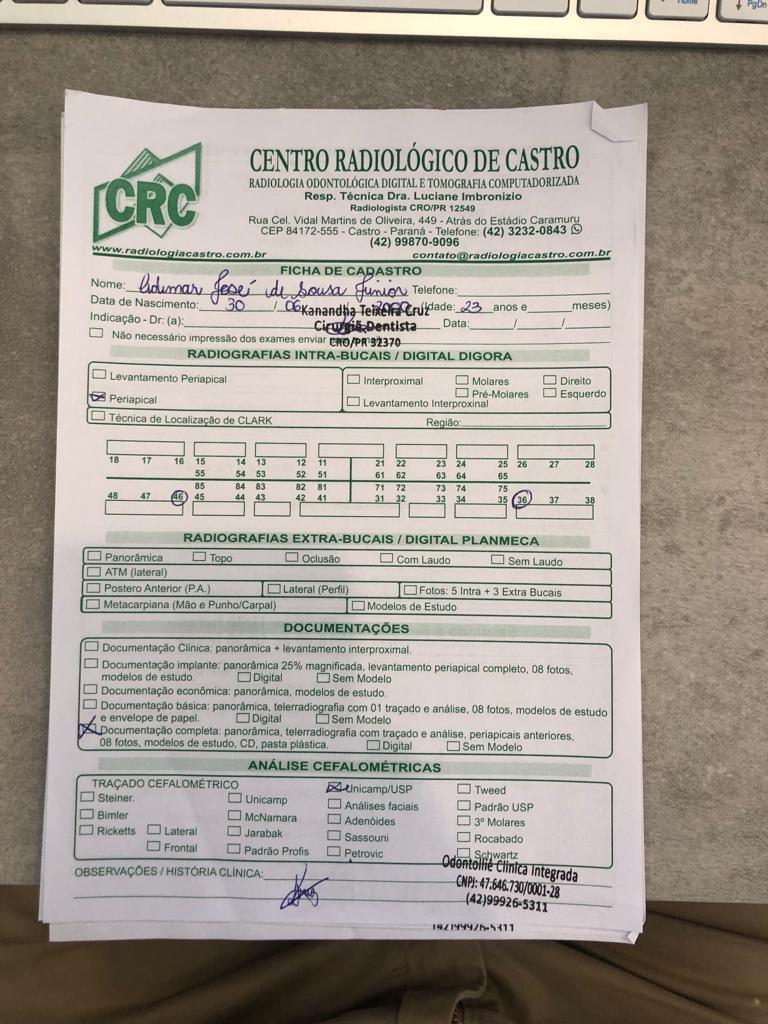 CRC
CENTRO RADIOLÓGICO DE CASTRO
RADIOLOGIA ODONTOLÓGICA DIGITAL E TOMOGRAFIA COMPUTADORIZADA
Resp. Técnica Dra. Luciane Imbronizio
Radiologista CRO/PR 12549
Rua Cel. Vidal Martins de Oliveira, 449 - Atrás do Estádio Caramuru
CEP 84172-555 - Castro - Paraná - Telefone: (42) 3232-0843
(42) 99870-9096
www.radiologiacastro.com.br contato@radiologiacastro.com.br
FICHA DE CADASTRO
Nome: José de Sousa Júnior Telefone:
Data de Nascimento: 30 / 06 / 2000 (Idade: 23 anos e meses)
Kanandha Teixeira Cruz
Indicação - Dr: (a): Cirurgiã Dentista Data: / /
Não necessário impressão dos exames enviar
CRO/PR 32370
RADIOGRAFIAS INTRA-BUCAIS / DIGITAL DIGORA
Levantamento Periapical Interproximal Molares Direito
Periapical Pré-Molares Esquerdo
Levantamento Interproximal
Técnica de Localização de CLARK Região:
18 17 16 15 14 13 12 11 21 22 23 24 25 26 27 28
55 54 53 52 51 61 62 63 64 65
85 84 83 82 81 71 72 73 74 75
48 47 46 45 44 43 42 41 31 32 33 34 35 36 37 38
RADIOGRAFIAS EXTRA-BUCAIS / DIGITAL PLANMECA
Panorâmica Topo Oclusão Com Laudo Sem Laudo
ATM (lateral)
Postero Anterior (P.A.) Lateral (Perfil) Fotos: 5 Intra + 3 Extra Bucais
Metacarpiana (Mão e Punho/Carpal) Modelos de Estudo
DOCUMENTAÇÕES
Documentação Clinica: panorâmica + levantamento interproximal.
Documentação implante: panorâmica 25% magnificada, levantamento periapical completo, 08 fotos,
modelos de estudo. Digital Sem Modelo
Documentação econômica: panorâmica, modelos de estudo.
Documentação básica: panorâmica, telerradiografia com 01 traçado e análise, 08 fotos, modelos de estudo
e envelope de papel. Digital Sem Modelo
Documentação completa: panorâmica, telerradiografia com traçado e análise, periapicais anteriores,
08 fotos, modelos de estudo, CD, pasta plástica. Digital Sem Modelo
ANÁLISE CEFALOMÉTRICAS
TRAÇADO CEFALOMÉTRICO
Steiner. Unicamp Unicamp/USP Tweed
Bimler McNamara Análises faciais Padrão USP
Ricketts Lateral Jarabak Adenóides 3º Molares
Frontal Padrão Profis Sassouni Rocabado
Petrovic Schwartz
OBSERVAÇÕES / HISTÓRIA CLÍNICA:
Odontolliê Clínica Integrada
CNPJ: 47.646.730/0001-28
(42)99926-5311
(42)99926-5311
Home
PgDn